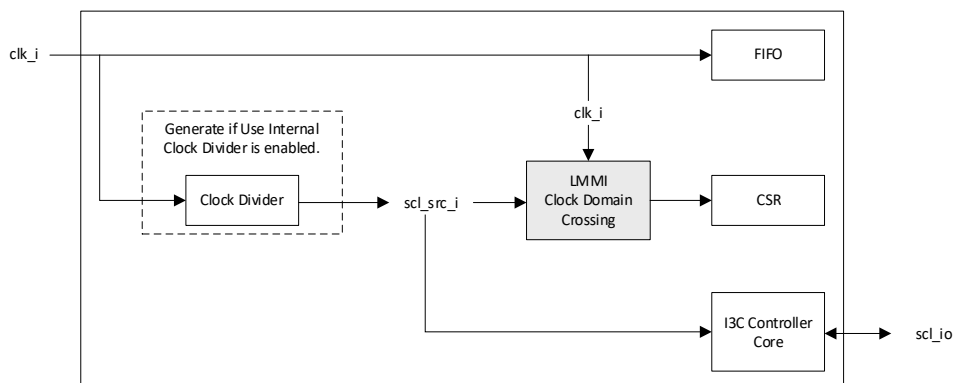 clk_i
FIFO
clk_i
Generate if Use Internal
Clock Divider is enabled.
Clock Divider
scl_src_i
LMMI
Clock Domain
Crossing
CSR
I3C Controller
Core
scl_io